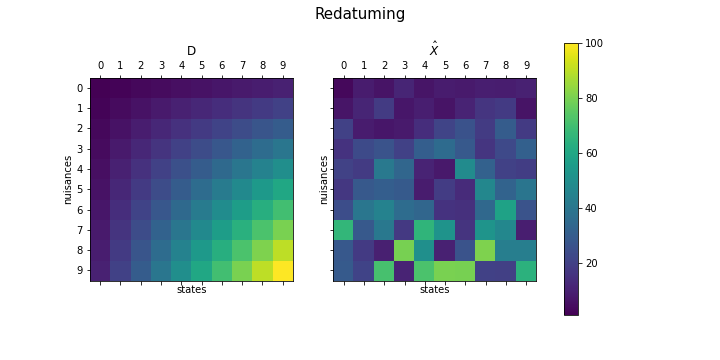 Redatuming
D
X̂
0 1 2 3 4 5 6 7 8 9
0 1 2 3 4 5 6 7 8 9
100
80
60
40
20
0
1
2
3
4
5
6
7
8
9
nuisances
nuisances
states
states